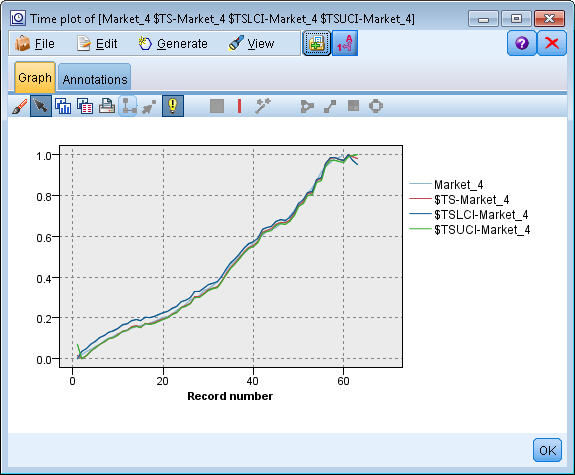 Time plot of [Market_4 $TS-Market_4 $TSLCI-Market_4 $TSUCI-Market_4]
File Edit Generate View
Graph Annotations
1.0
0.8
0.6
0.4
0.2
0.0
0 20 40 60
Record number
Market_4
$TS-Market_4
$TSLCI-Market_4
$TSUCI-Market_4
OK